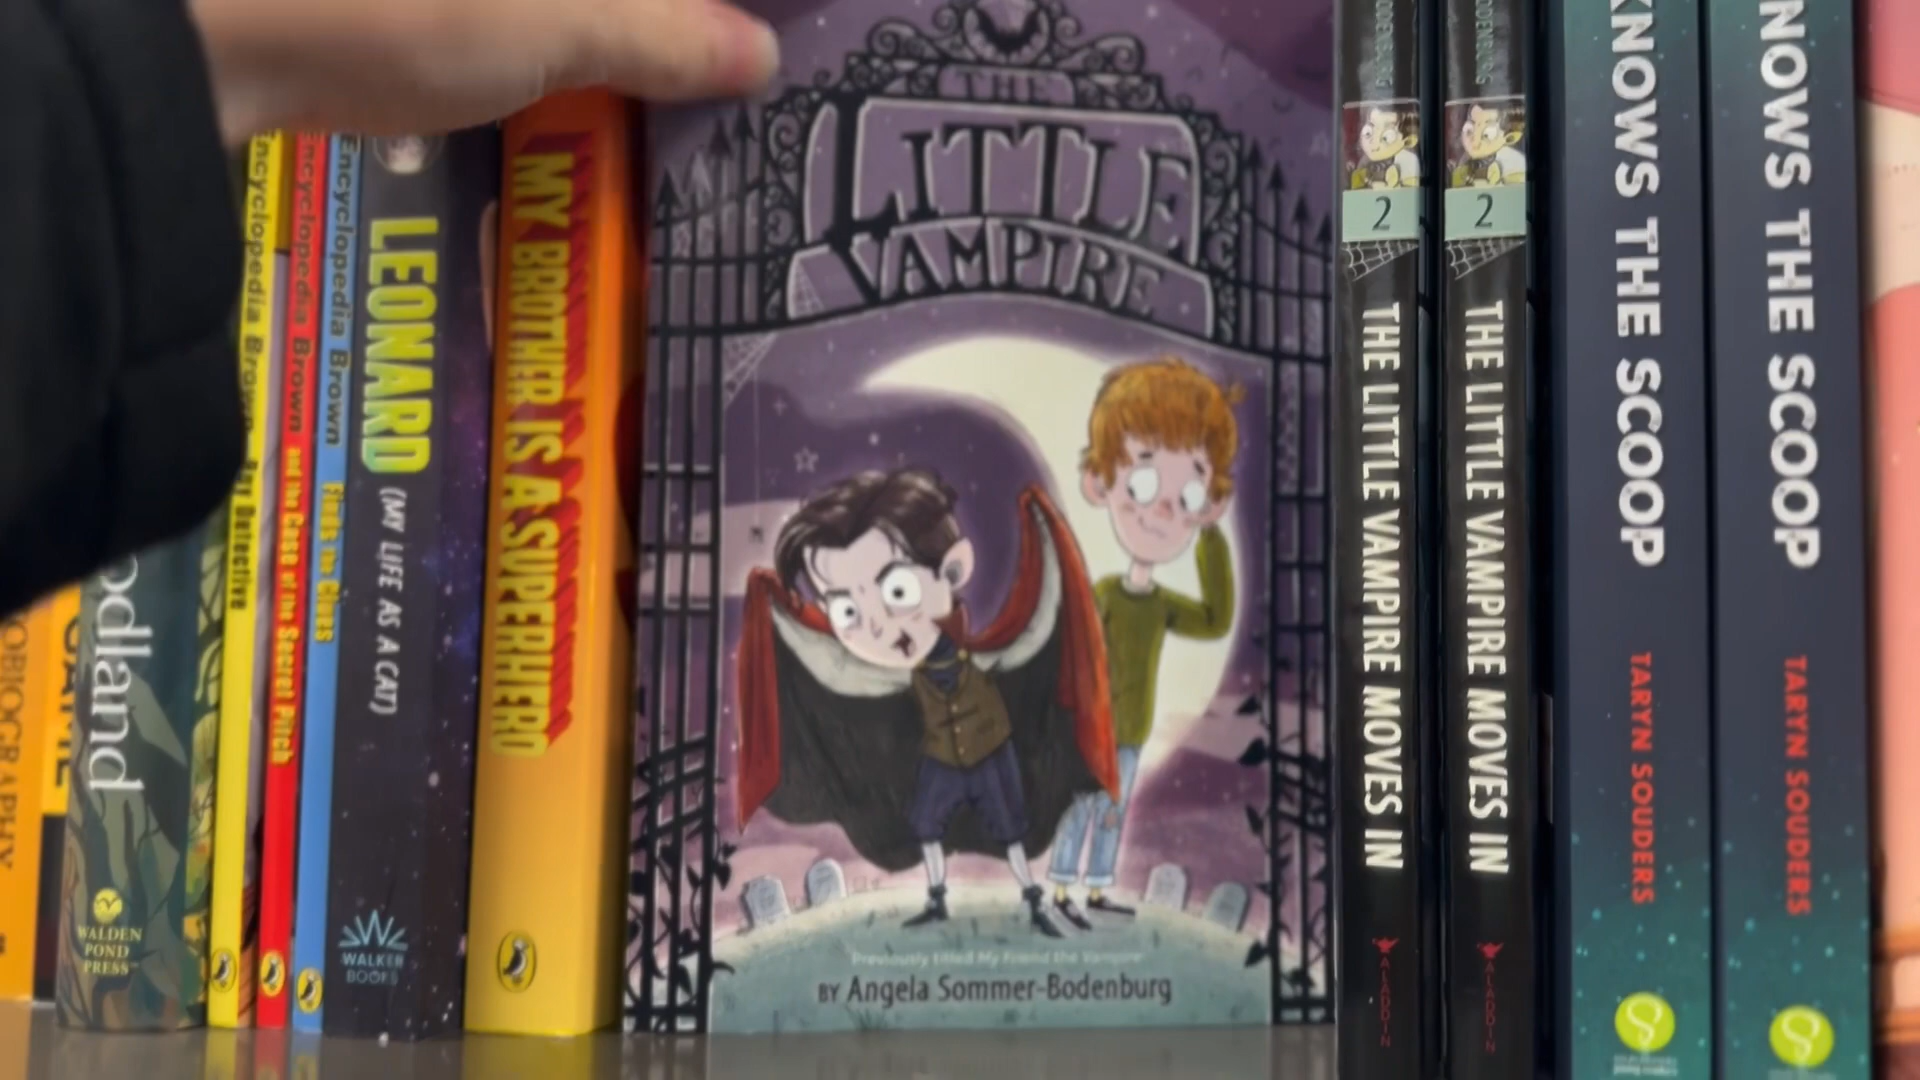 OBIOGRAPHY
GAME
odland
WALDEN
POND
PRESS
Encyclopedia Brown, Boy Detective
Encyclopedia Brown and the Case of the Secret Pitch
Encyclopedia Brown Finds the Clues
LEONARD (MY LIFE AS A CAT)
WALKER
BOOKS
MY BROTHER IS A SUPERHERO
THE
LITTLE
VAMPIRE
Previously titled My Friend the Vampire
BY Angela Sommer-Bodenburg
2
THE LITTLE VAMPIRE MOVES IN
ALADDIN
2
THE LITTLE VAMPIRE MOVES IN
ALADDIN
KNOWS THE SCOOP
TARYN SOUDERS
NOWS THE SCOOP
TARYN SOUDERS